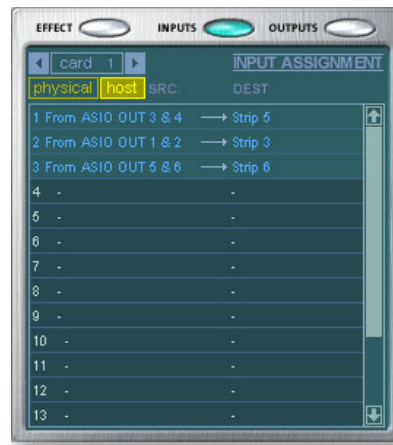 EFFECT INPUTS OUTPUTS
card 1 INPUT ASSIGNMENT
physical host SRC: DEST:
1 From ASIO OUT 3 & 4 → Strip 5
2 From ASIO OUT 1 & 2 → Strip 3
3 From ASIO OUT 5 & 6 → Strip 6
4 - -
5 - -
6 - -
7 - -
8 - -
9 - -
10 - -
11 - -
12 - -
13 - -